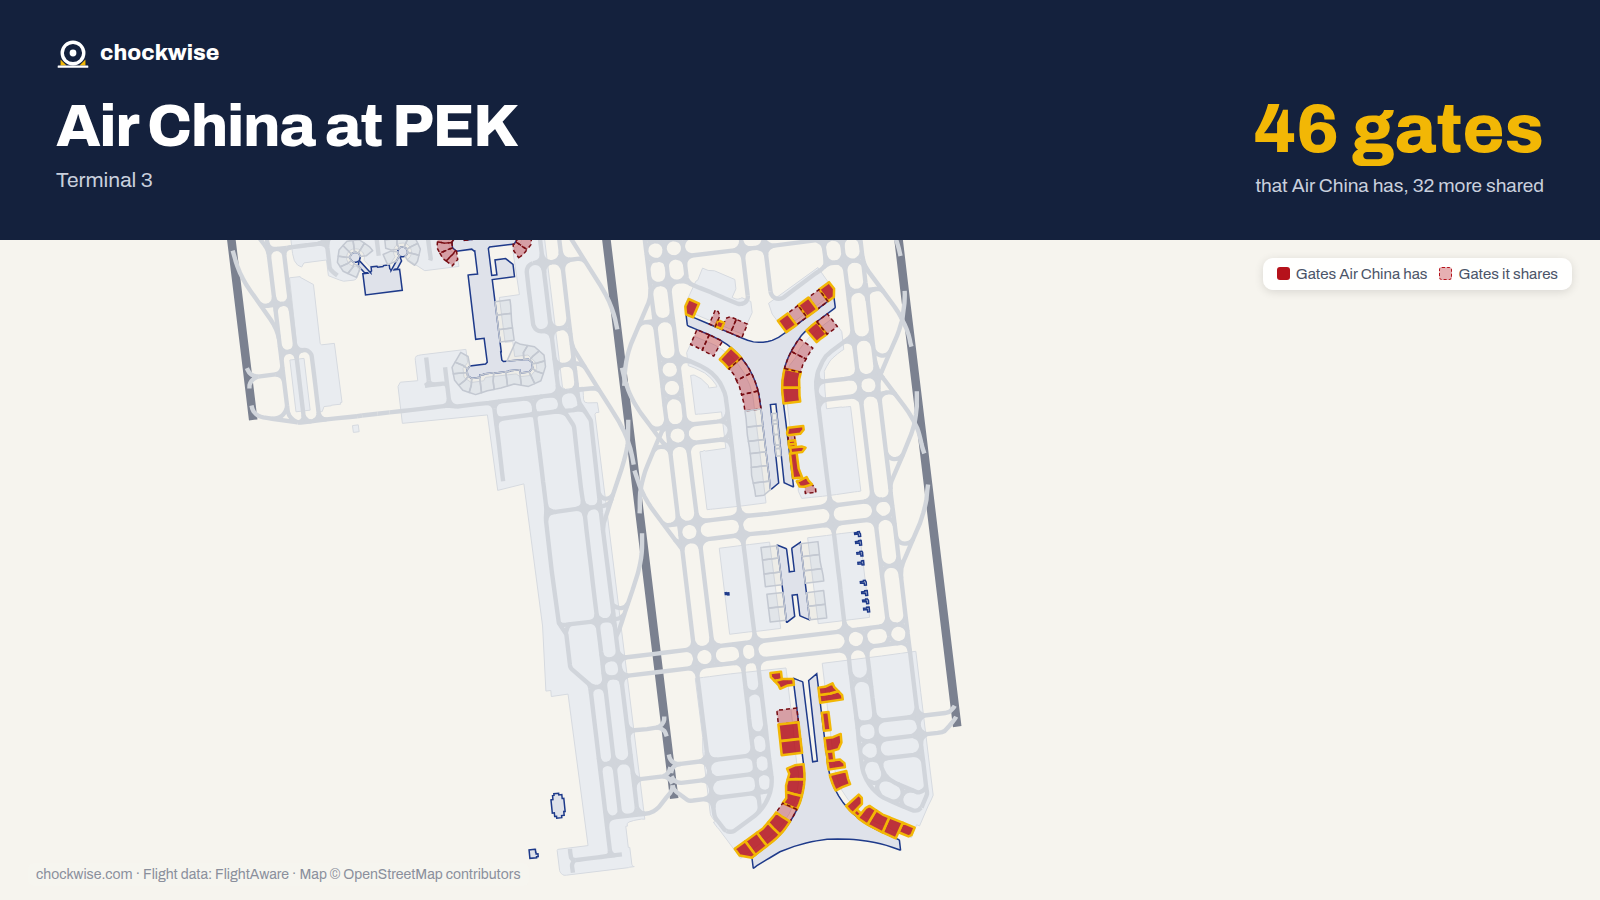 chockwise
Air China at PEK
Terminal 3
46 gates
that Air China has, 32 more shared
Gates Air China has
Gates it shares
chockwise.com · Flight data: FlightAware · Map © OpenStreetMap contributors